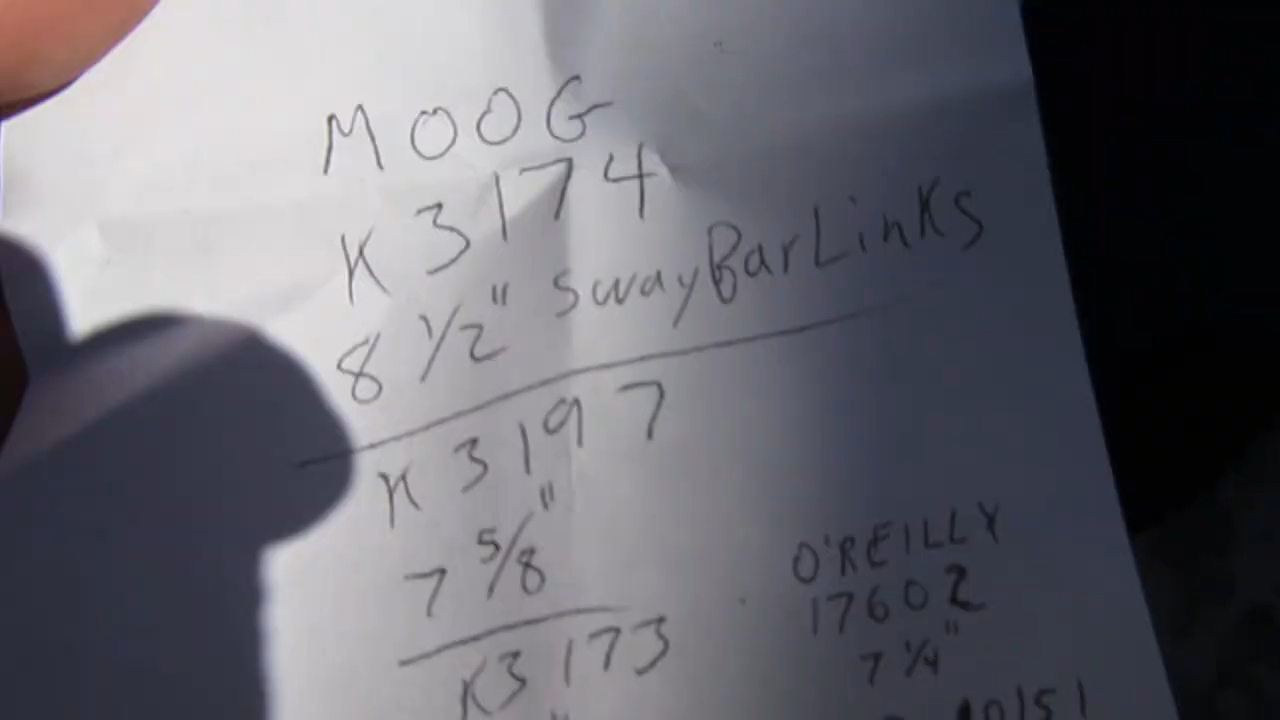 MOOG
K3174
8 1/2" swayBarLinKs
K3197
7 5/8"
K3173
O'REILLY
17602
7 1/4"